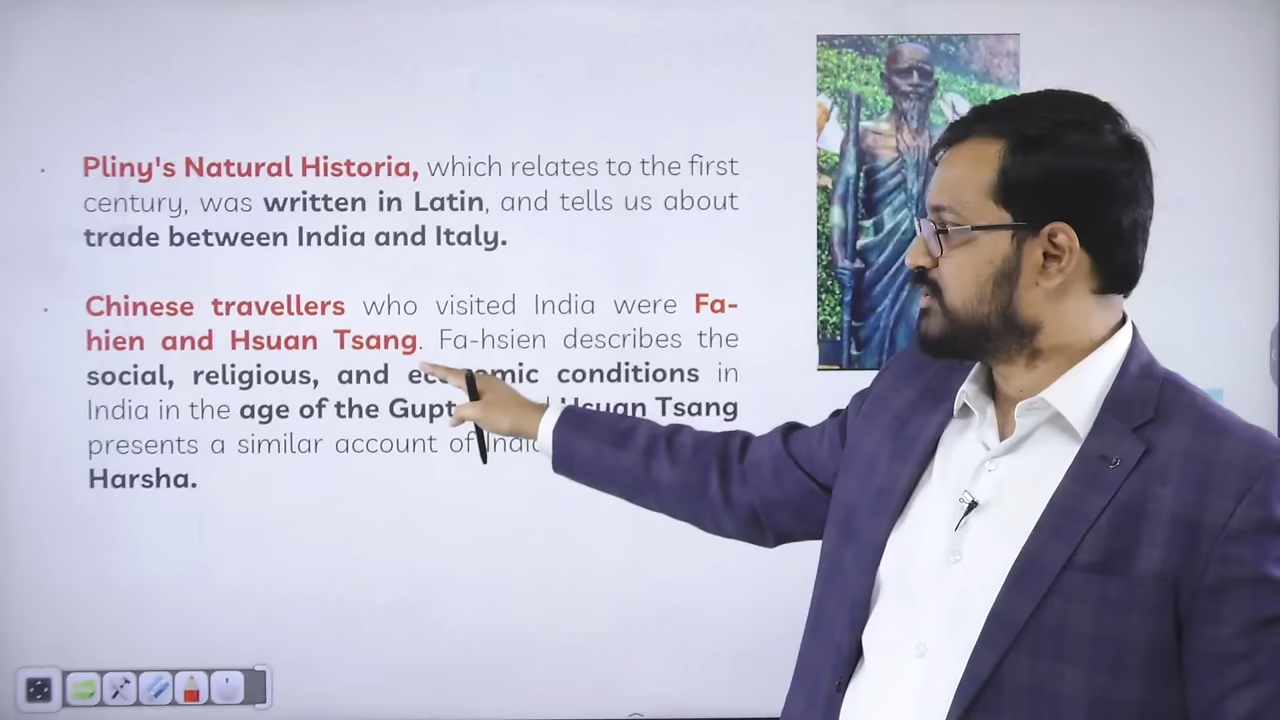 Pliny's Natural Historia, which relates to the first
century, was written in Latin, and tells us about
trade between India and Italy.
Chinese travellers who visited India were Fa-
hien and Hsuan Tsang. Fa-hsien describes the
social, religious, and conditions in
India in the age of the Hsuan Tsang
presents a similar account of
Harsha.